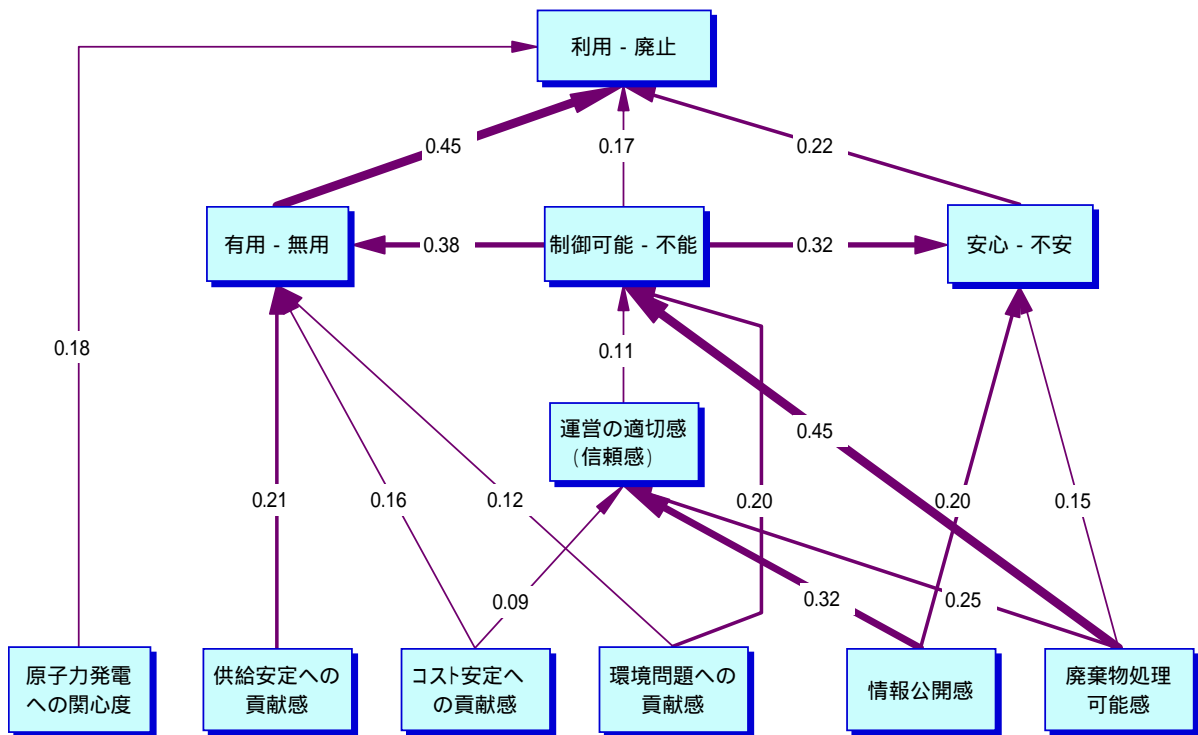 利用 - 廃止
0.45
0.17
0.22
有用 - 無用
0.38
制御可能 - 不能
0.32
安心 - 不安
0.18
0.11
運営の適切感
(信頼感)
0.45
0.21
0.16
0.12
0.20
0.20
0.15
0.09
0.32
0.25
原子力発電
への関心度
供給安定への
貢献感
コスト安定へ
の貢献感
環境問題への
貢献感
情報公開感
廃棄物処理
可能感